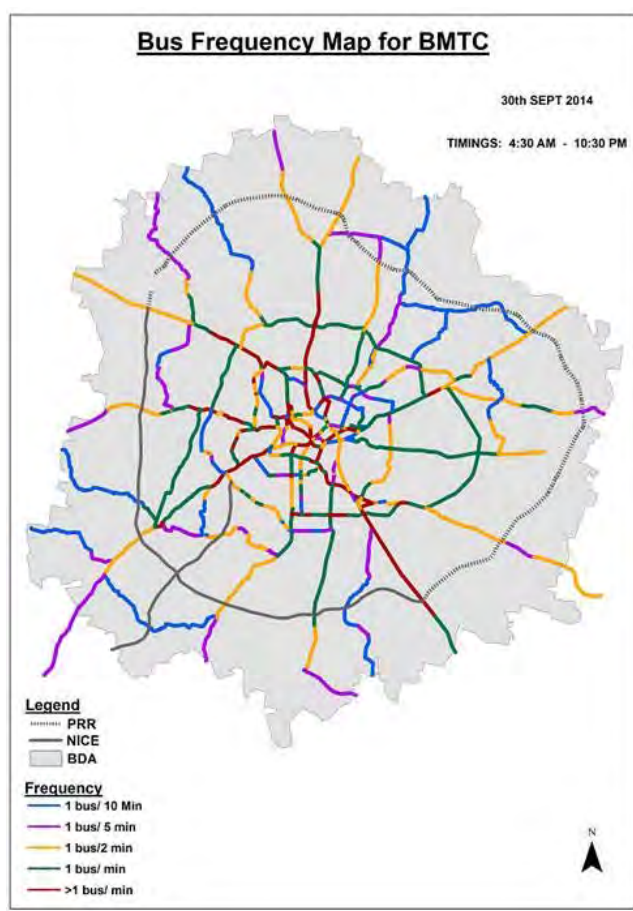 Bus Frequency Map for BMTC
30th SEPT 2014
TIMINGS: 4:30 AM - 10:30 PM
Legend
PRR
NICE
BDA
Frequency
1 bus/ 10 Min
1 bus/ 5 min
1 bus/2 min
1 bus/ min
>1 bus/ min
N